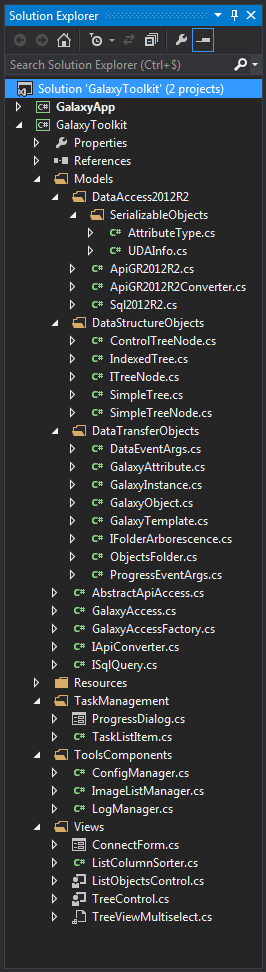 Solution Explorer
Search Solution Explorer (Ctrl+$)
Solution 'GalaxyToolkit' (2 projects)
C# GalaxyApp
C# GalaxyToolkit
Properties
References
Models
DataAccess2012R2
SerializableObjects
C# AttributeType.cs
C# UDAInfo.cs
C# ApiGR2012R2.cs
C# ApiGR2012R2Converter.cs
C# Sql2012R2.cs
DataStructureObjects
C# ControlTreeNode.cs
C# IndexedTree.cs
C# ITreeNode.cs
C# SimpleTree.cs
C# SimpleTreeNode.cs
DataTransferObjects
C# DataEventArgs.cs
C# GalaxyAttribute.cs
C# GalaxyInstance.cs
C# GalaxyObject.cs
C# GalaxyTemplate.cs
C# IFolderArborescence.cs
C# ObjectsFolder.cs
C# ProgressEventArgs.cs
C# AbstractApiAccess.cs
C# GalaxyAccess.cs
C# GalaxyAccessFactory.cs
C# IApiConverter.cs
C# ISqlQuery.cs
Resources
TaskManagement
ProgressDialog.cs
C# TaskListItem.cs
ToolsComponents
C# ConfigManager.cs
C# ImageListManager.cs
C# LogManager.cs
Views
ConnectForm.cs
C# ListColumnSorter.cs
ListObjectsControl.cs
TreeControl.cs
TreeViewMultiselect.cs